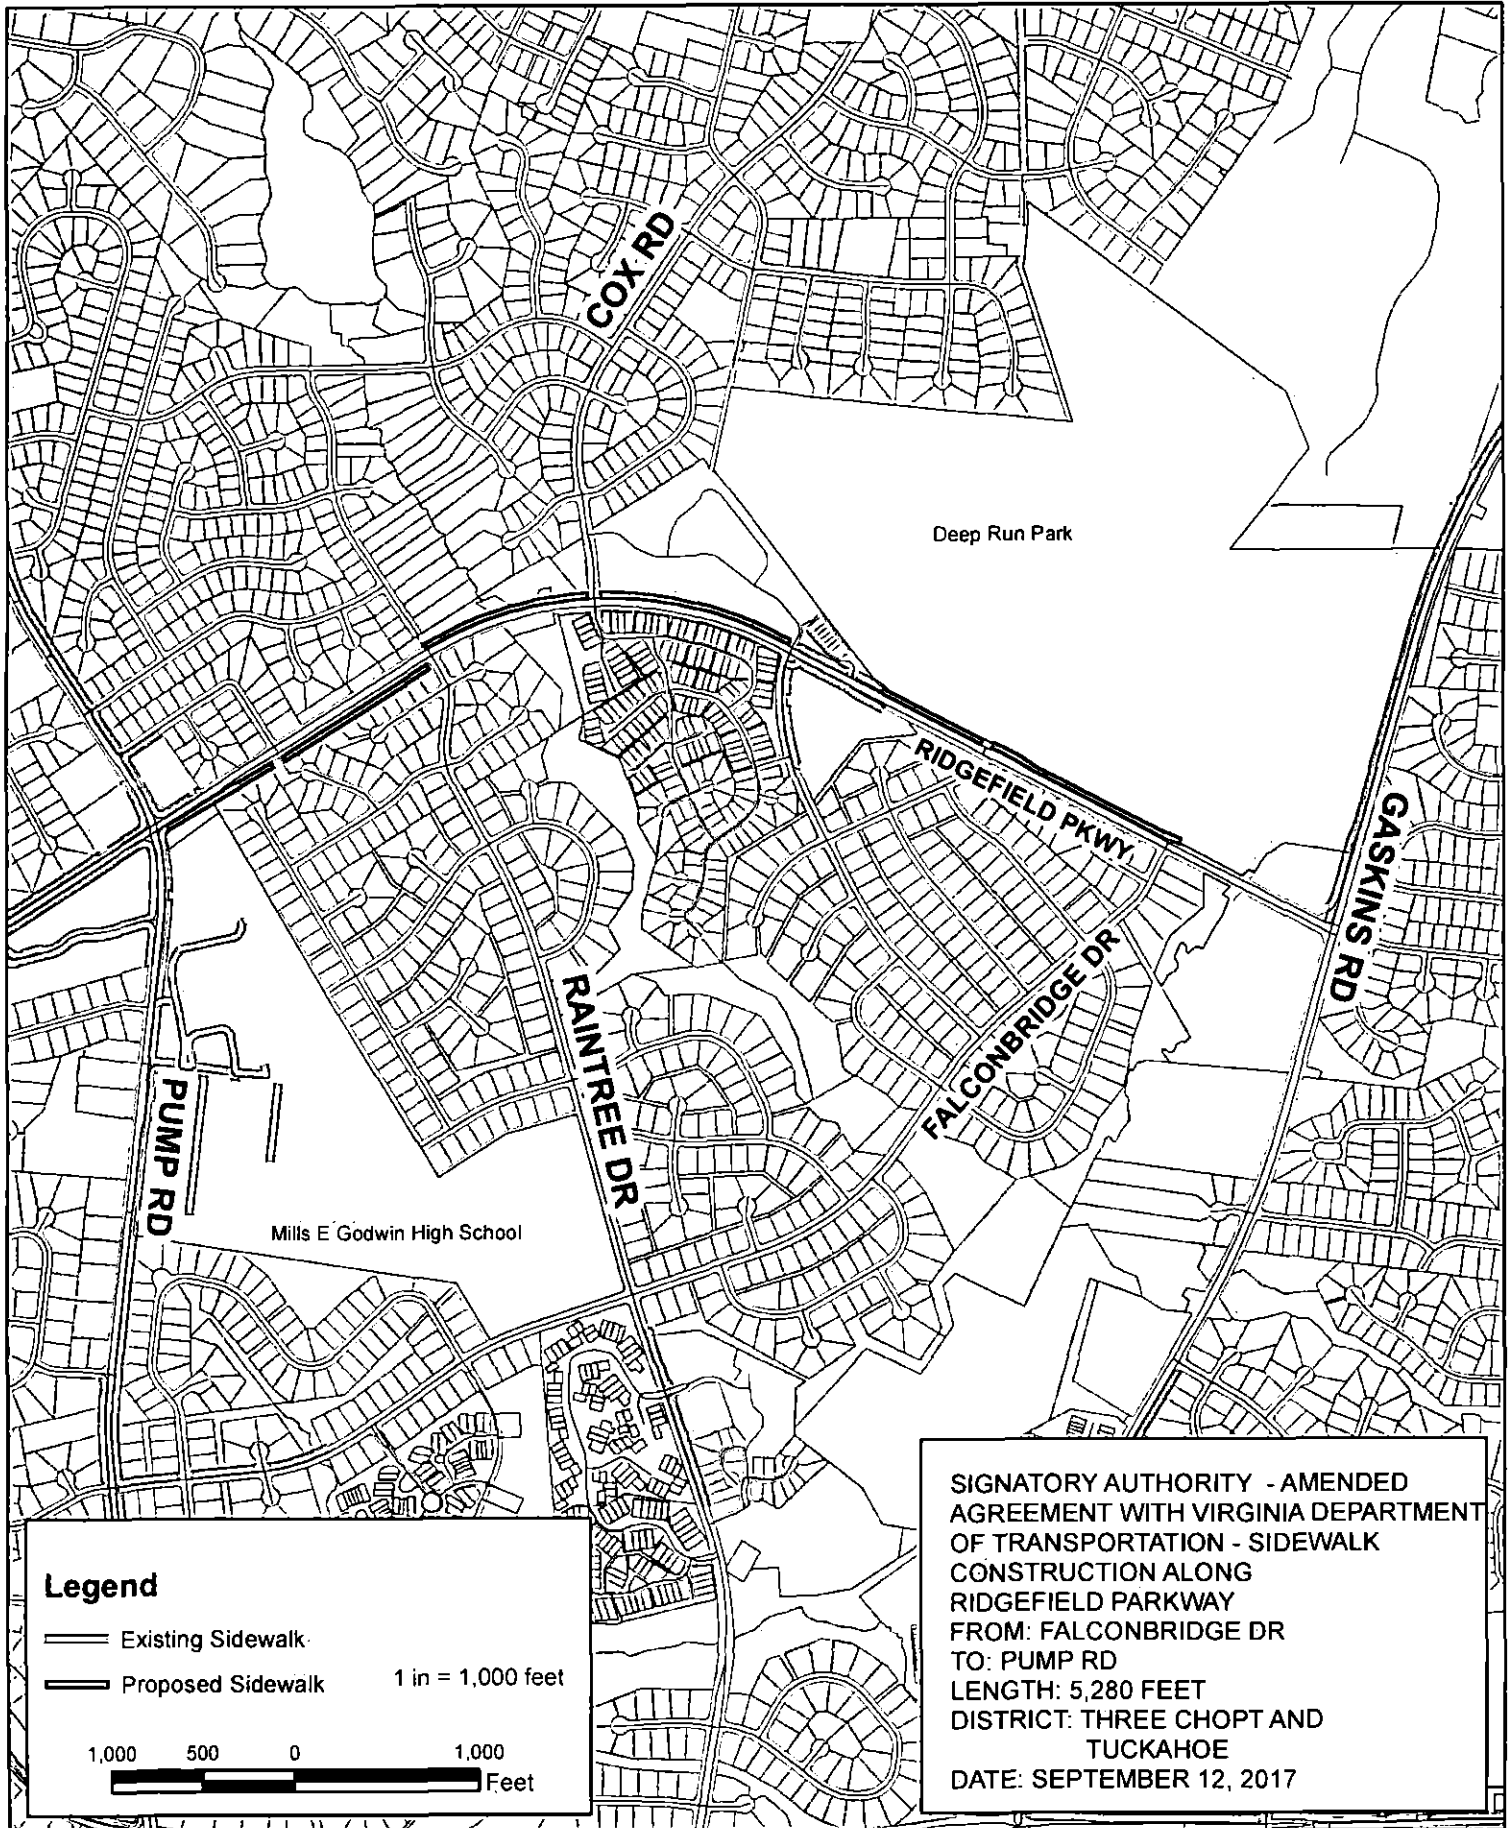 COX RD
Deep Run Park
RIDGEFIELD PKWY
GASKINS RD
RAINTREE DR
FALCONBRIDGE DR
PUMP RD
Mills E Godwin High School
Legend
Existing Sidewalk
Proposed Sidewalk
1 in = 1,000 feet
1,000 500 0 1,000
Feet
SIGNATORY AUTHORITY - AMENDED
AGREEMENT WITH VIRGINIA DEPARTMENT
OF TRANSPORTATION - SIDEWALK
CONSTRUCTION ALONG
RIDGEFIELD PARKWAY
FROM: FALCONBRIDGE DR
TO: PUMP RD
LENGTH: 5,280 FEET
DISTRICT: THREE CHOPT AND
TUCKAHOE
DATE: SEPTEMBER 12, 2017